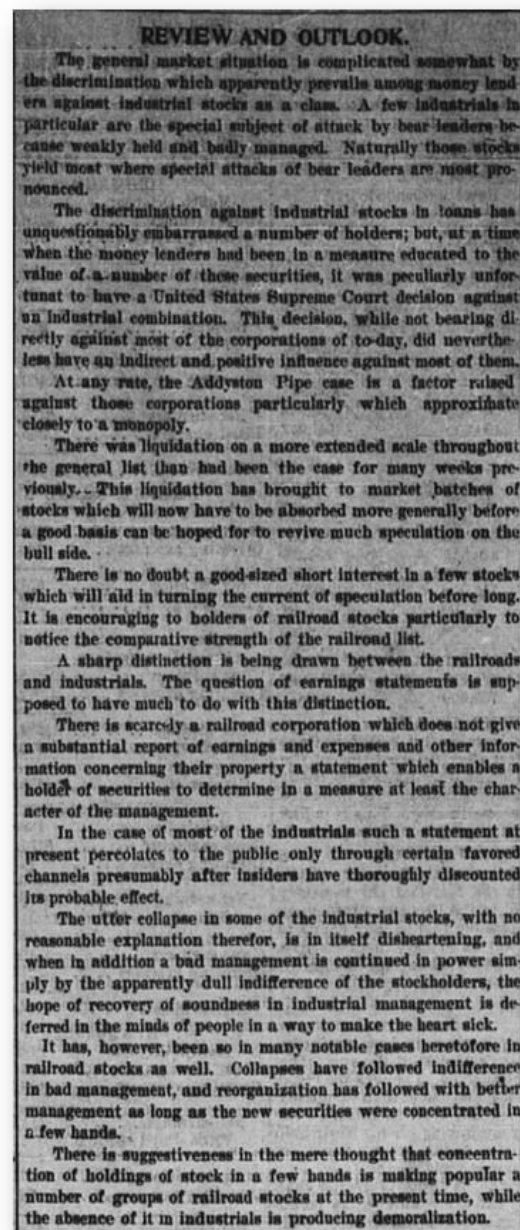 REVIEW AND OUTLOOK.
The general market situation is complicated somewhat by
the discrimination which apparently prevails among money lend-
ers against industrial stocks as a class. A few industrials in
particular are the special subject of attack by bear leaders be-
cause weakly held and badly managed. Naturally those stocks
yield most where special attacks of bear leaders are most pro-
nounced.
The discrimination against industrial stocks in loans has
unquestionably embarrassed a number of holders; but, at a time
when the money lenders had been in a measure educated to the
value of a number of these securities, it was peculiarly unfor-
tunat to have a United States Supreme Court decision against
an industrial combination. This decision, while not bearing di-
rectly against most of the corporations of to-day, did neverthe-
less have an indirect and positive influence against most of them.
At any rate, the Addyston Pipe case is a factor raised
against those corporations particularly which approximate
closely to a monopoly.
There was liquidation on a more extended scale throughout
the general list than had been the case for many weeks pre-
viously. This liquidation has brought to market batches of
stocks which will now have to be absorbed more generally before
a good basis can be hoped for to revive much speculation on the
bull side.
There is no doubt a good-sized short interest in a few stocks
which will aid in turning the current of speculation before long.
It is encouraging to holders of railroad stocks particularly to
notice the comparative strength of the railroad list.
A sharp distinction is being drawn between the railroads
and industrials. The question of earnings statements is sup-
posed to have much to do with this distinction.
There is scarcely a railroad corporation which does not give
a substantial report of earnings and expenses and other infor-
mation concerning their property a statement which enables a
holder of securities to determine in a measure at least the char-
acter of the management.
In the case of most of the industrials such a statement at
present percolates to the public only through certain favored
channels presumably after insiders have thoroughly discounted
its probable effect.
The utter collapse in some of the industrial stocks, with no
reasonable explanation therefor, is in itself disheartening, and
when in addition a bad management is continued in power sim-
ply by the apparently dull indifference of the stockholders, the
hope of recovery of soundness in industrial management is de-
ferred in the minds of people in a way to make the heart sick.
It has, however, been so in many notable cases heretofore in
railroad stocks as well. Collapses have followed indifference
in bad management, and reorganization has followed with better
management as long as the new securities were concentrated in
a few hands.
There is suggestiveness in the mere thought that concentra-
tion of holdings of stock in a few hands is making popular a
number of groups of railroad stocks at the present time, while
the absence of it in industrials is producing demoralization.